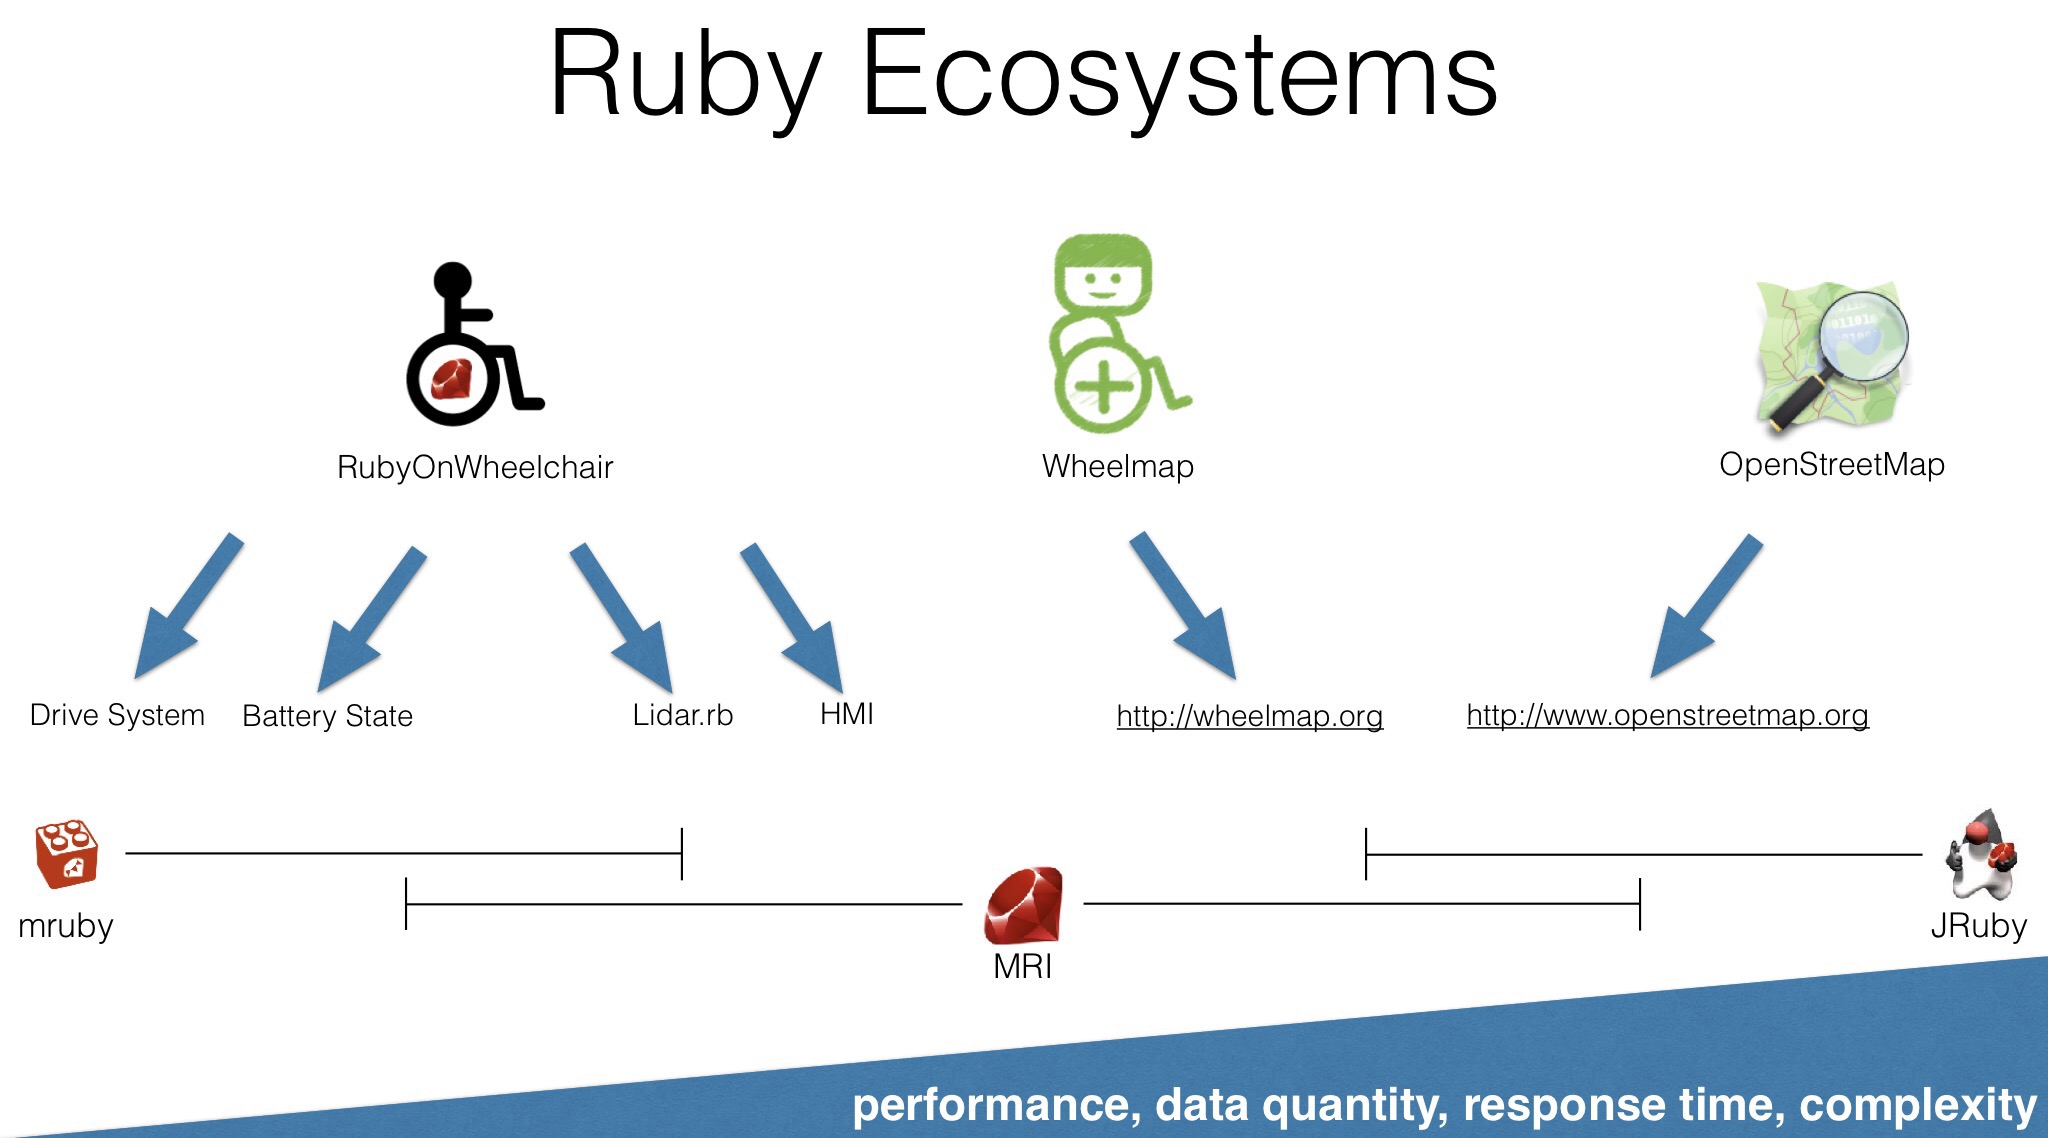 Ruby Ecosystems
RubyOnWheelchair
Wheelmap
OpenStreetMap
Drive System
Battery State
Lidar.rb
HMI
http://wheelmap.org
http://www.openstreetmap.org
mruby
MRI
JRuby
performance, data quantity, response time, complexity